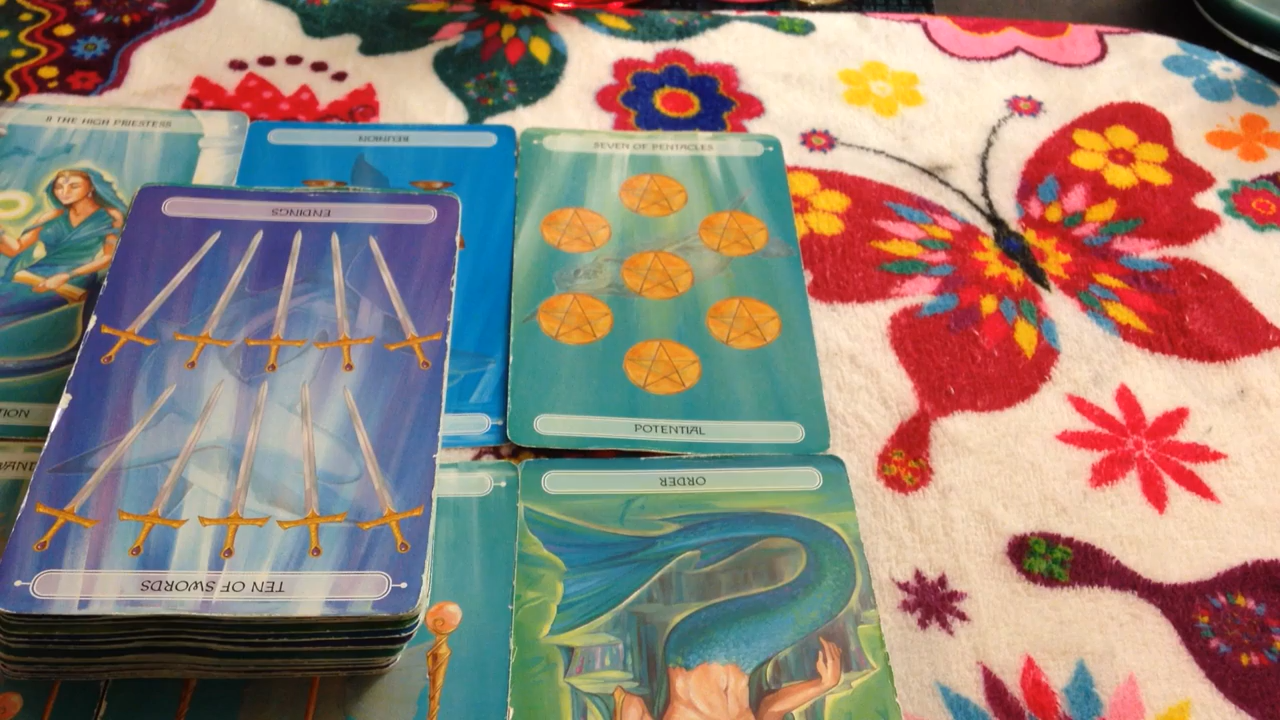 II THE HIGH PRIESTESS
REUNION
SEVEN OF PENTACLES
ENDINGS
POTENTIAL
TEN OF SWORDS
ORDER